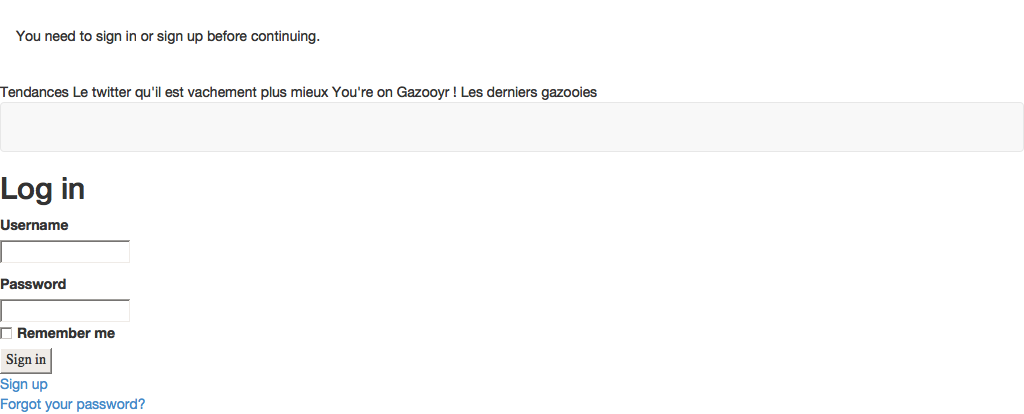 You need to sign in or sign up before continuing.
Tendances Le twitter qu'il est vachement plus mieux You're on Gazooyr ! Les derniers gazooies
Log in
Username
Password
Remember me
Sign in
Sign up
Forgot your password?